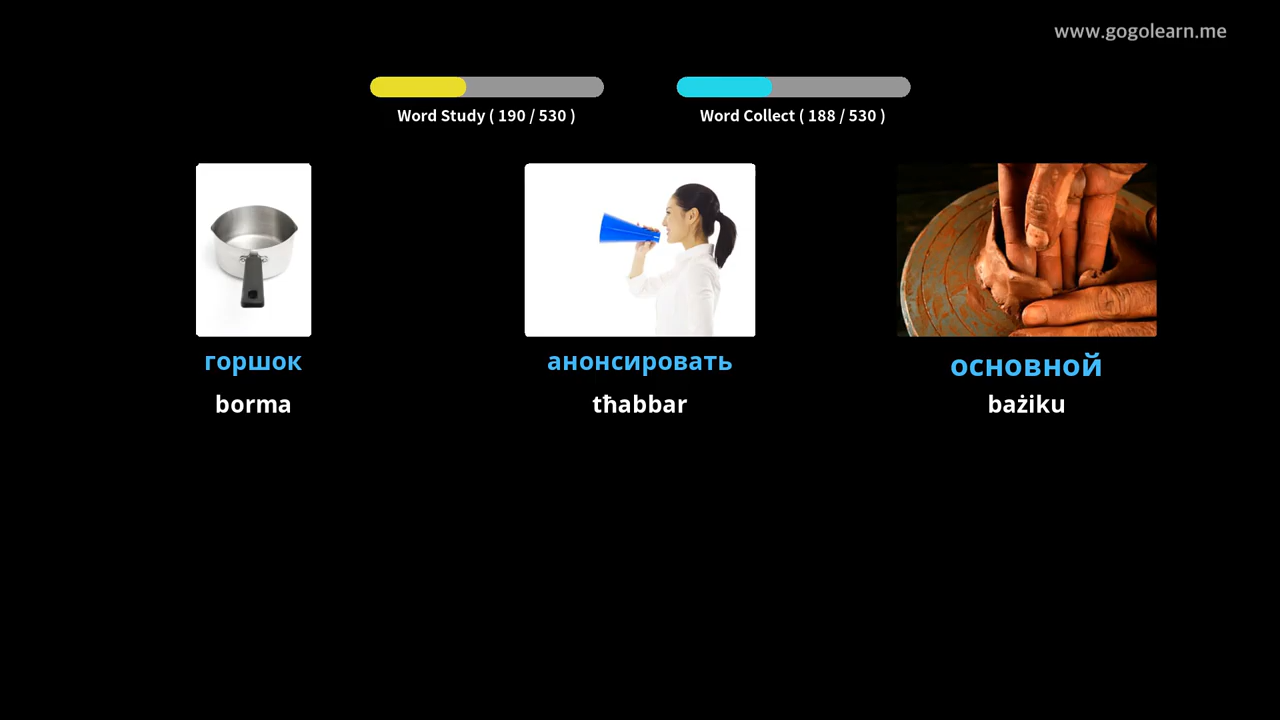 www.gogolearn.me
Word Study ( 190 / 530 )
Word Collect ( 188 / 530 )
горшок
анонсировать
основной
borma
tħabbar
bażiku